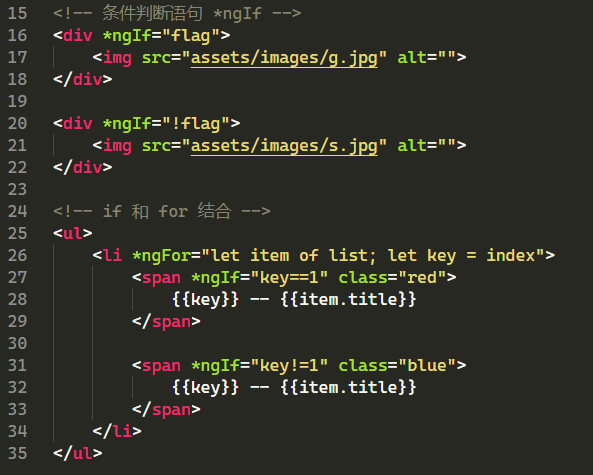 15 <!-- 条件判断语句 *ngIf -->
16 <div *ngIf="flag">
17     <img src="assets/images/g.jpg" alt="">
18 </div>
19
20 <div *ngIf="!flag">
21     <img src="assets/images/s.jpg" alt="">
22 </div>
23
24 <!-- if 和 for 结合 -->
25 <ul>
26     <li *ngFor="let item of list; let key = index">
27         <span *ngIf="key==1" class="red">
28             {{key}} -- {{item.title}}
29         </span>
30
31         <span *ngIf="key!=1" class="blue">
32             {{key}} -- {{item.title}}
33         </span>
34     </li>
35 </ul>